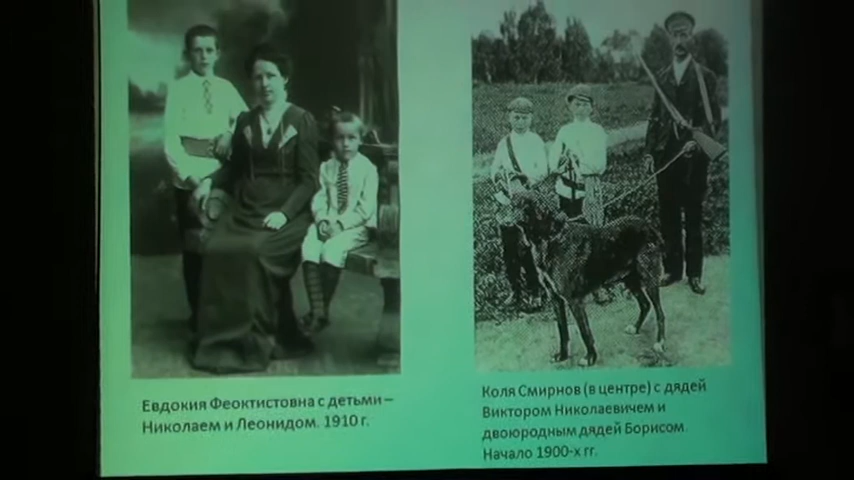 Евдокия Феоктистовна с детьми –
Николаем и Леонидом. 1910 г.
Коля Смирнов (в центре) с дядей
Виктором Николаевичем и
двоюродным дядей Борисом.
Начало 1900-х гг.